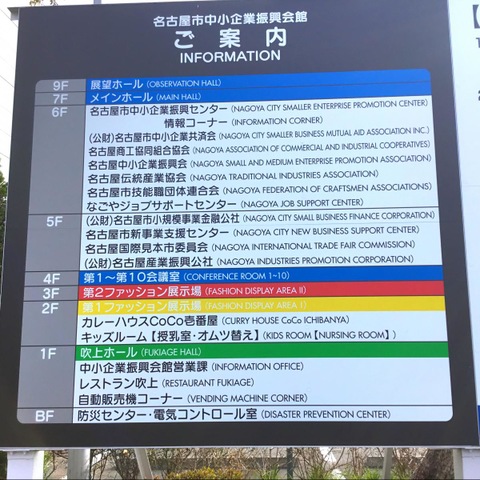 名古屋市中小企業振興会館
ご案内
INFORMATION
9F 展望ホール (OBSERVATION HALL)
7F メインホール (MAIN HALL)
6F 名古屋市中小企業振興センター (NAGOYA CITY SMALLER ENTERPRISE PROMOTION CENTER)
情報コーナー (INFORMATION CORNER)
(公財)名古屋市中小企業共済会 (NAGOYA CITY SMALLER BUSINESS MUTUAL AID ASSOCIATION INC.)
名古屋商工協同組合協会 (NAGOYA ASSOCIATION OF COMMERCIAL AND INDUSTRIAL COOPERATIVES)
名古屋中小企業振興会 (NAGOYA SMALL AND MEDIUM ENTERPRISE PROMOTION ASSOCIATION)
名古屋伝統産業協会 (NAGOYA TRADITIONAL INDUSTRIES ASSOCIATION)
名古屋市技能職団体連合会 (NAGOYA FEDERATION OF CRAFTSMEN ASSOCIATIONS)
なごやジョブサポートセンター (NAGOYA JOB SUPPORT CENTER)
5F (公財)名古屋市小規模事業金融公社 (NAGOYA CITY SMALL BUSINESS FINANCE CORPORATION)
名古屋市新事業支援センター (NAGOYA CITY NEW BUSINESS SUPPORT CENTER)
名古屋国際見本市委員会 (NAGOYA INTERNATIONAL TRADE FAIR COMMISSION)
(公財)名古屋産業振興公社 (NAGOYA INDUSTRIES PROMOTION CORPORATION)
4F 第1〜第10会議室 (CONFERENCE ROOM 1~10)
3F 第2ファッション展示場 (FASHION DISPLAY AREA II)
2F 第1ファッション展示場 (FASHION DISPLAY AREA I)
カレーハウスCoCo壱番屋 (CURRY HOUSE CoCo ICHIBANYA)
キッズルーム【授乳室・オムツ替え】(KIDS ROOM【NURSING ROOM】)
1F 吹上ホール (FUKIAGE HALL)
中小企業振興会館営業課 (INFORMATION OFFICE)
レストラン吹上 (RESTAURANT FUKIAGE)
自動販売機コーナー (VENDING MACHINE CORNER)
BF 防災センター・電気コントロール室 (DISASTER PREVENTION CENTER)